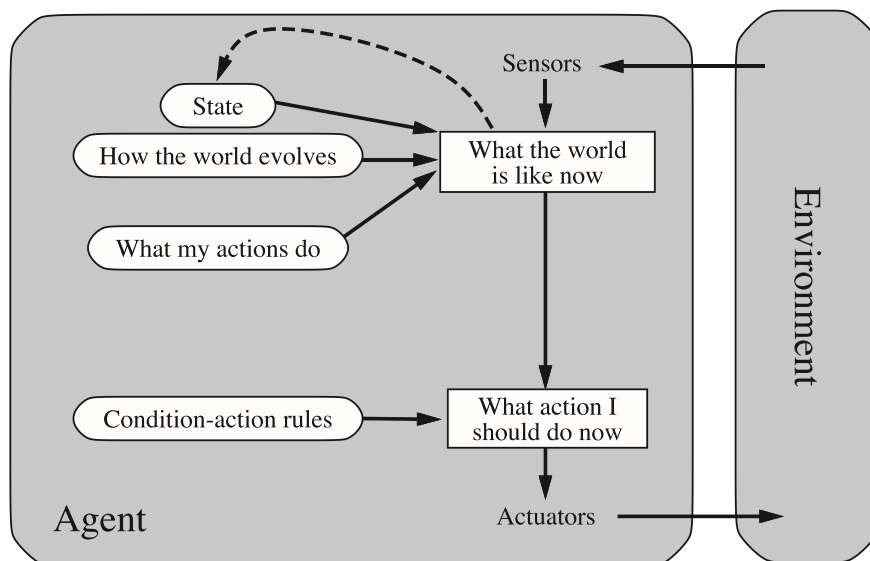 Sensors
State
How the world evolves
What the world
is like now
What my actions do
Environment
Condition-action rules
What action I
should do now
Agent
Actuators